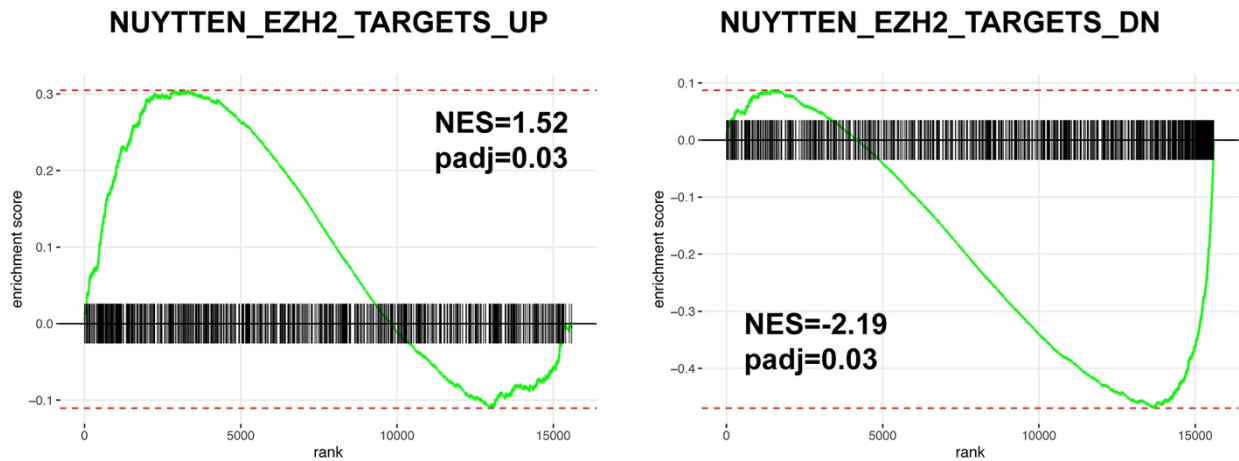 NUYTTEN_EZH2_TARGETS_UP
NUYTTEN_EZH2_TARGETS_DN
enrichment score
0.3
0.2
0.1
0.0
−0.1
NES=1.52
padj=0.03
0
5000
10000
15000
rank
enrichment score
0.1
0.0
−0.1
−0.2
−0.3
−0.4
NES=-2.19
padj=0.03
0
5000
10000
15000
rank